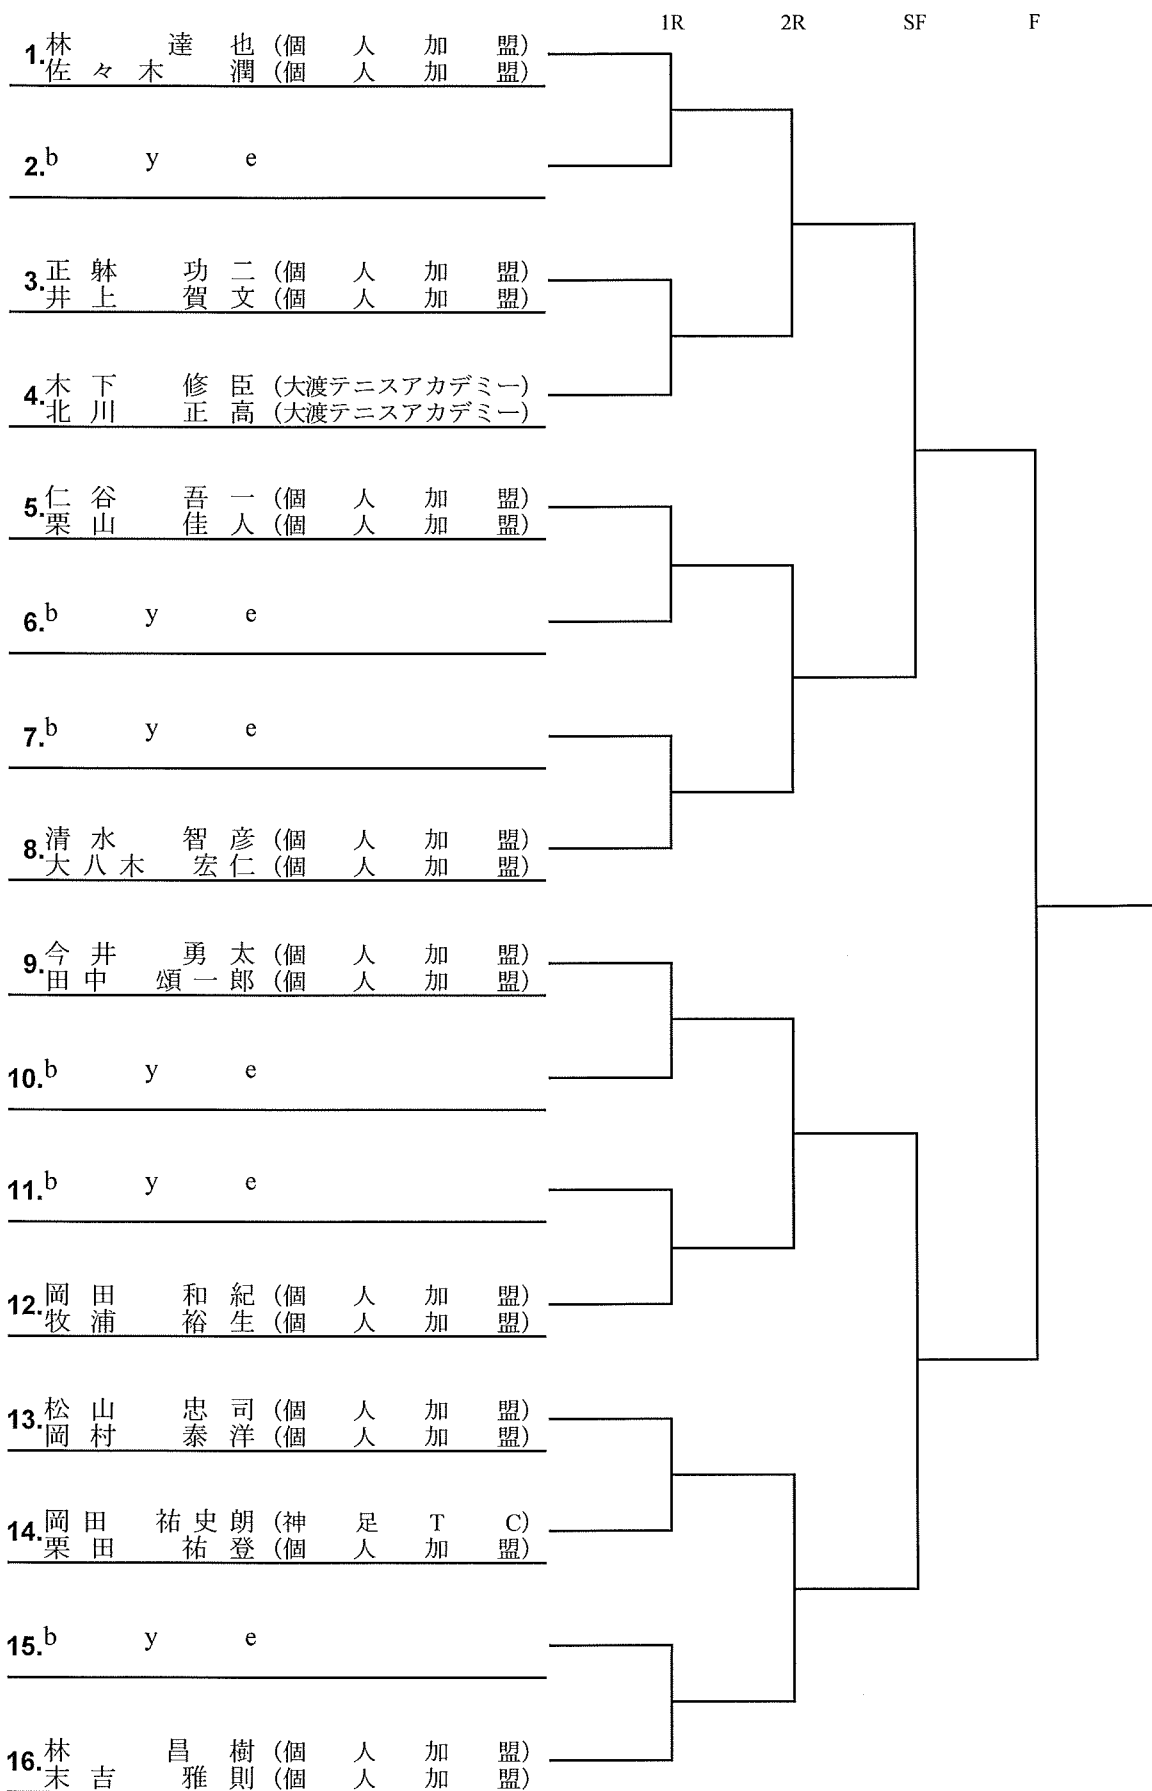 1R 2R SF F
1. 林 達也 (個人加盟)
佐々木 潤 (個人加盟)
2. bye
3. 正躰 功二 (個人加盟)
井上 賀文 (個人加盟)
4. 木下 修臣 (大渡テニスアカデミー)
北川 正高 (大渡テニスアカデミー)
5. 仁谷 吾一 (個人加盟)
栗山 佳人 (個人加盟)
6. bye
7. bye
8. 清水 智彦 (個人加盟)
大八木 宏仁 (個人加盟)
9. 今井 勇太 (個人加盟)
田中 頌一郎 (個人加盟)
10. bye
11. bye
12. 岡田 和紀 (個人加盟)
牧浦 裕生 (個人加盟)
13. 松山 忠司 (個人加盟)
岡村 泰洋 (個人加盟)
14. 岡田 祐史朗 (神足TC)
栗田 祐登 (個人加盟)
15. bye
16. 林 昌樹 (個人加盟)
末吉 雅則 (個人加盟)